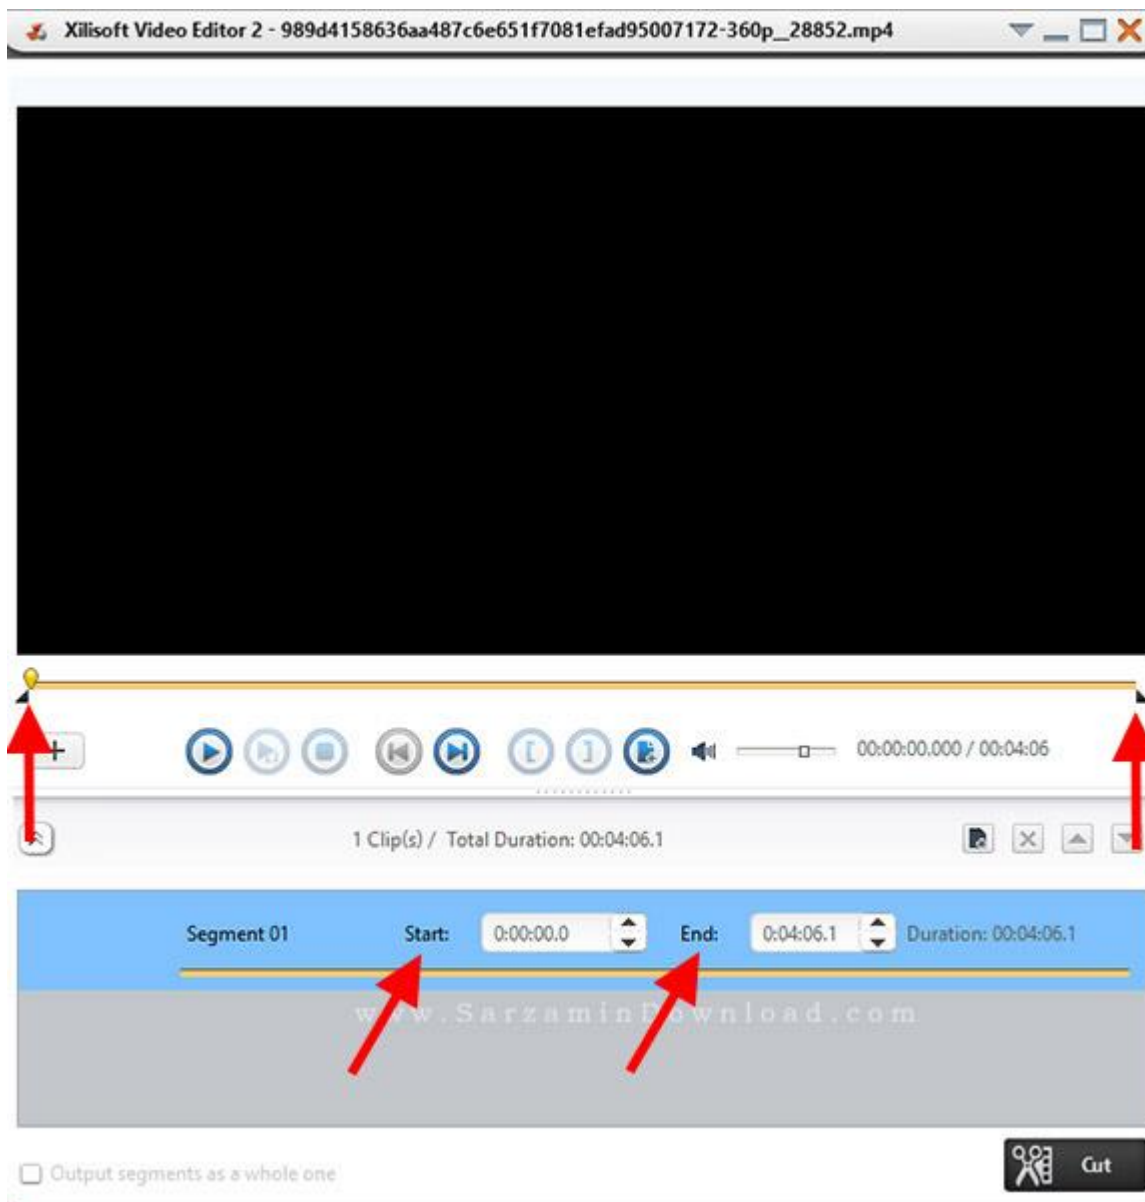 Xilisoft Video Editor 2 - 989d4158636aa487c6e651f7081efad95007172-360p__28852.mp4
00:00:00.000 / 00:04:06
1 Clip(s) / Total Duration: 00:04:06.1
Segment 01 Start: 0:00:00.0 End: 0:04:06.1 Duration: 00:04:06.1
www.SarzaminDownload.com
Output segments as a whole one
Cut